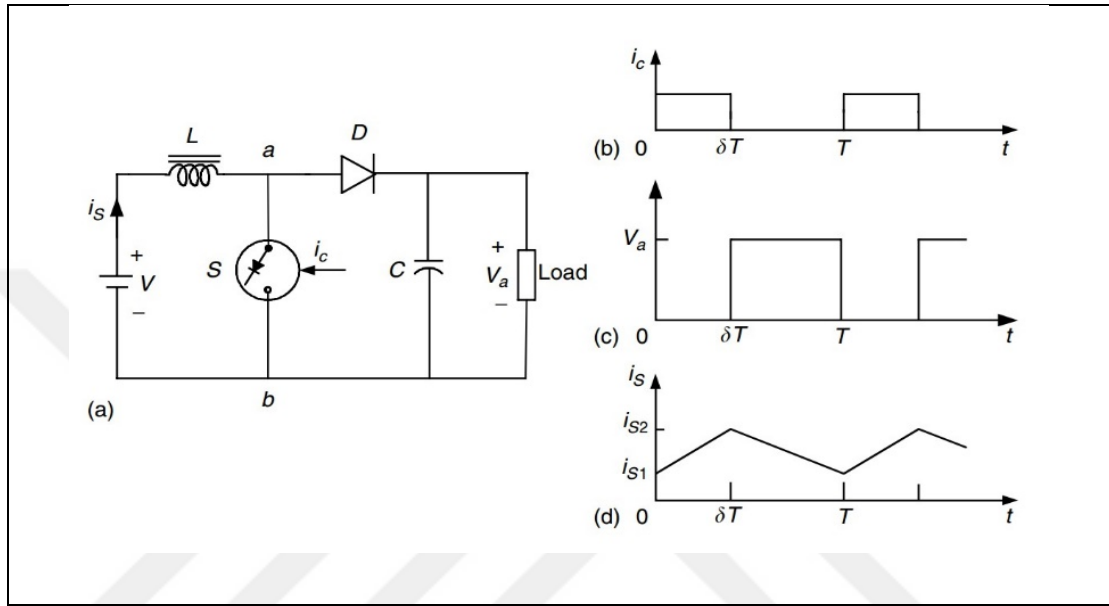 L
a
D
i_S
+
V
−
S
i_c
C
+
V_a
−
Load
b
(a)
i_c
(b) 0 δT T t
V_a
(c) 0 δT T t
i_S
i_S2
i_S1
(d) 0 δT T t